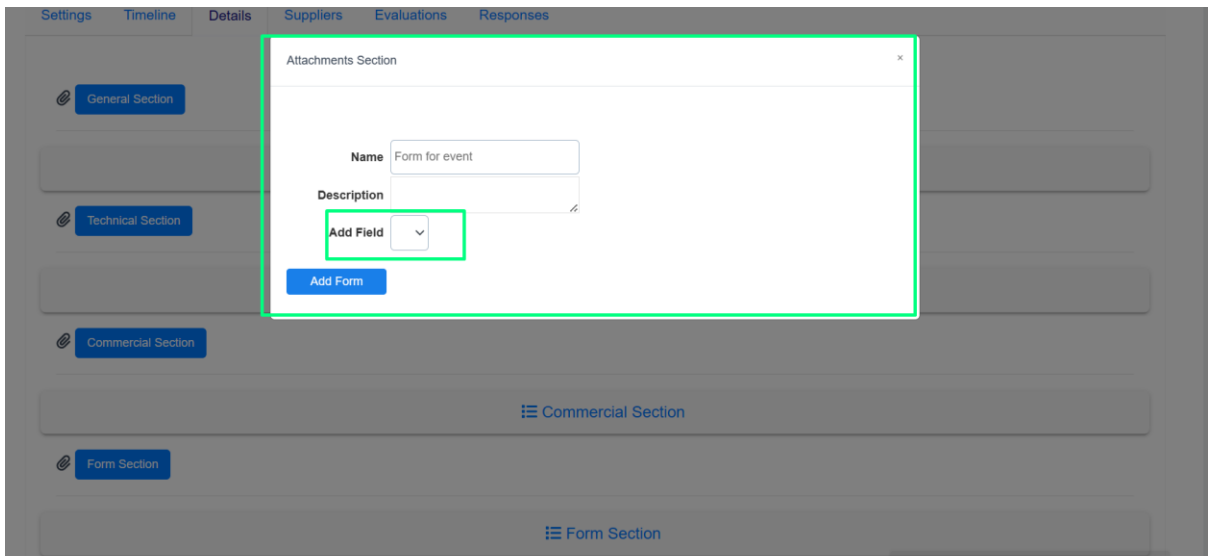 Settings Timeline Details Suppliers Evaluations Responses
Attachments Section ×
General Section
Name Form for event
Description
Technical Section
Add Field
Add Form
Commercial Section
Commercial Section
Form Section
Form Section